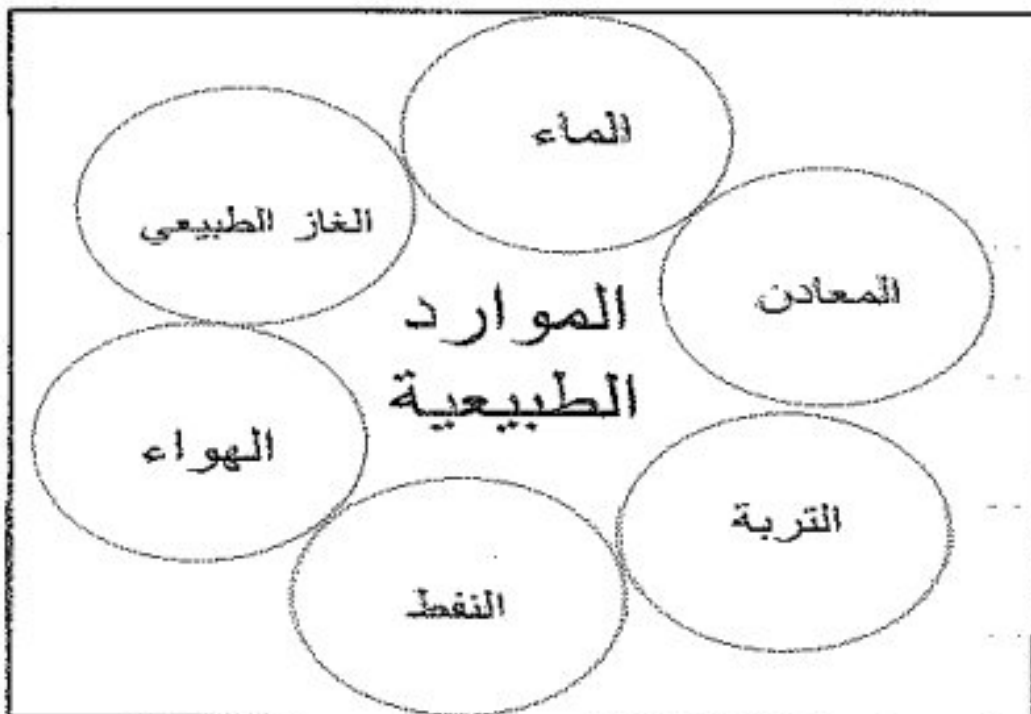 الماء
الغاز الطبيعي
المعادن
الموارد
الطبيعية
الهواء
التربة
النفط